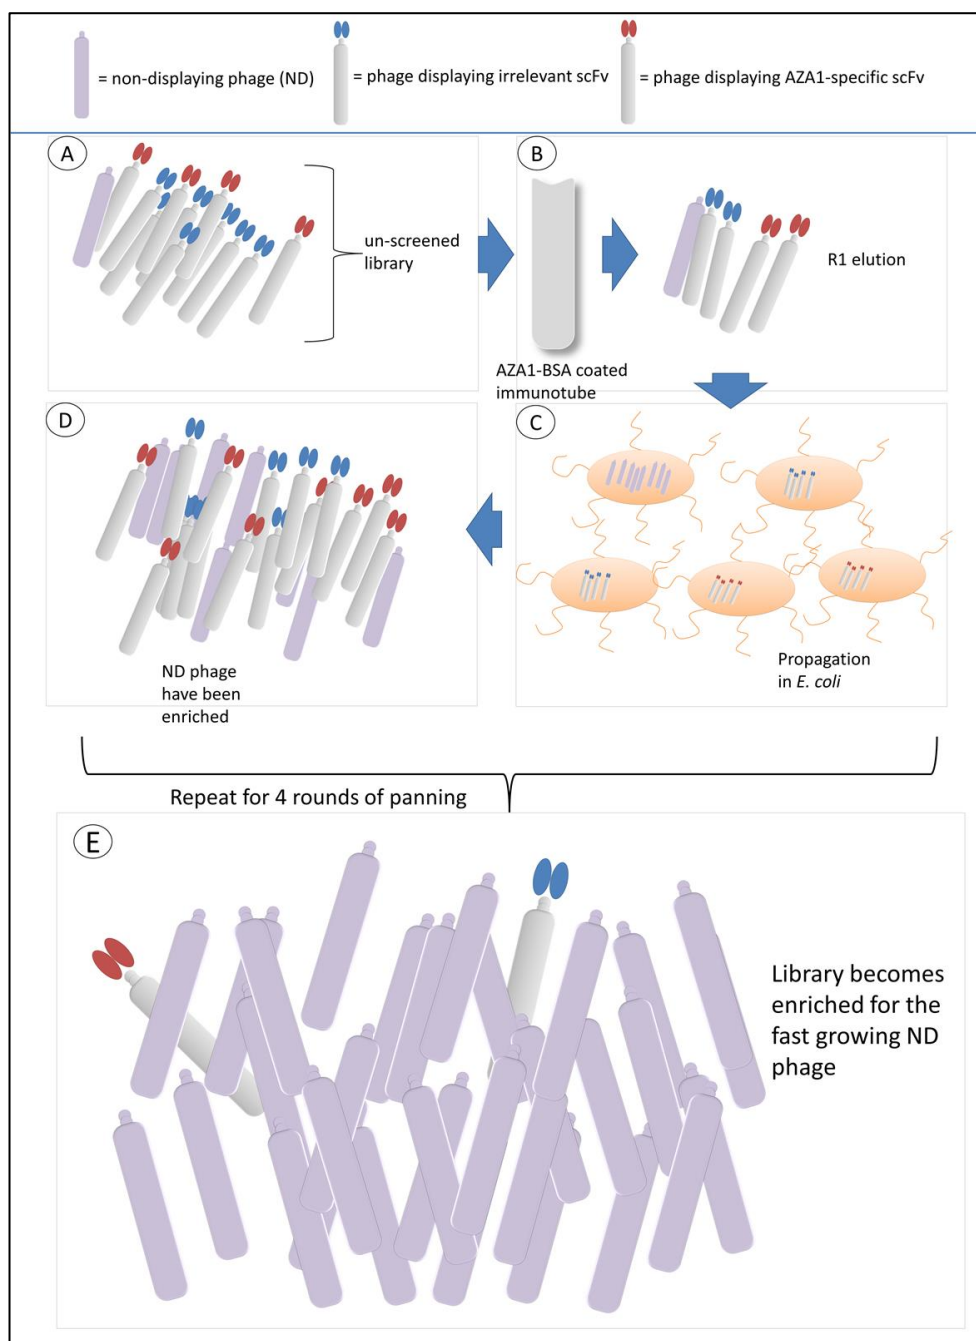 = non-displaying phage (ND)
= phage displaying irrelevant scFv
= phage displaying AZA1-specific scFv
A
un-screened
library
B
R1 elution
AZA1-BSA coated
immunotube
C
Propagation
in E. coli
D
ND phage
have been
enriched
Repeat for 4 rounds of panning
E
Library becomes
enriched for the
fast growing ND
phage